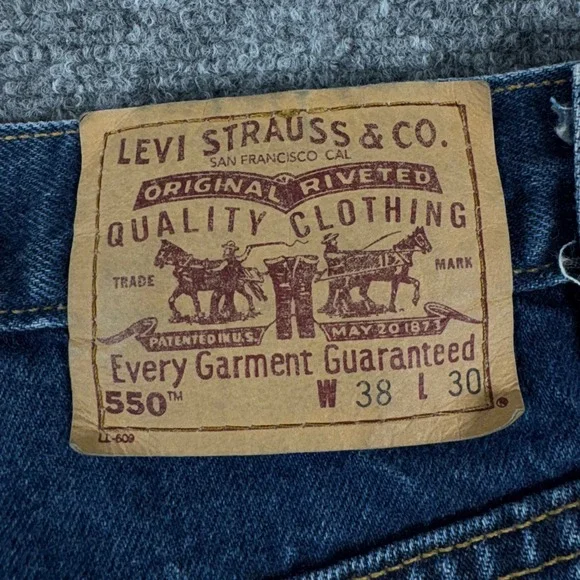 LEVI STRAUSS & CO.
SAN FRANCISCO CAL
ORIGINAL RIVETED
QUALITY CLOTHING
TRADE MARK
PATENTED IN U.S. MAY 20 1873
Every Garment Guaranteed
550™ W 38 L 30 ®
LL-609